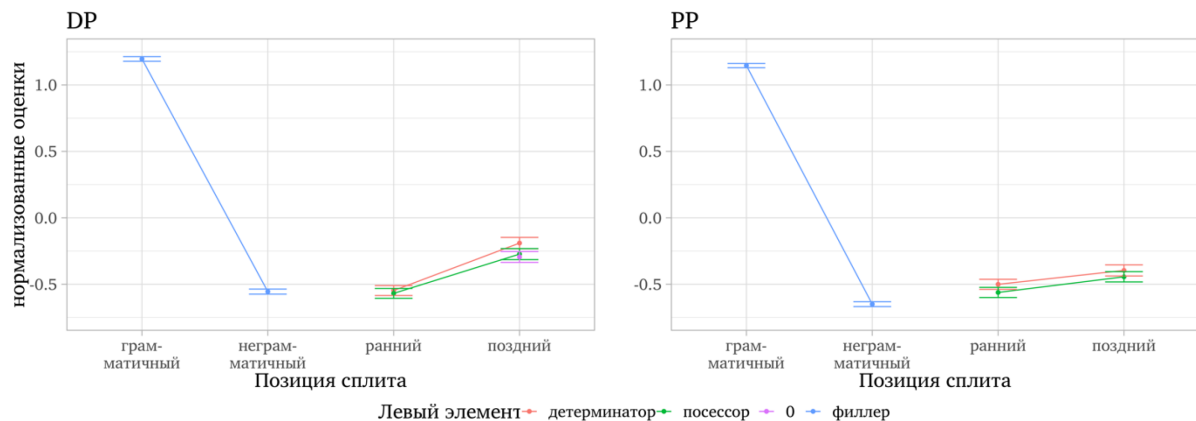 DP
PP
нормализованные оценки
1.0
0.5
0.0
-0.5
1.0
0.5
0.0
-0.5
грам-
матичный
неграм-
матичный
ранний
поздний
грам-
матичный
неграм-
матичный
ранний
поздний
Позиция сплита
Позиция сплита
Левый элемент детерминатор посессор 0 филлер